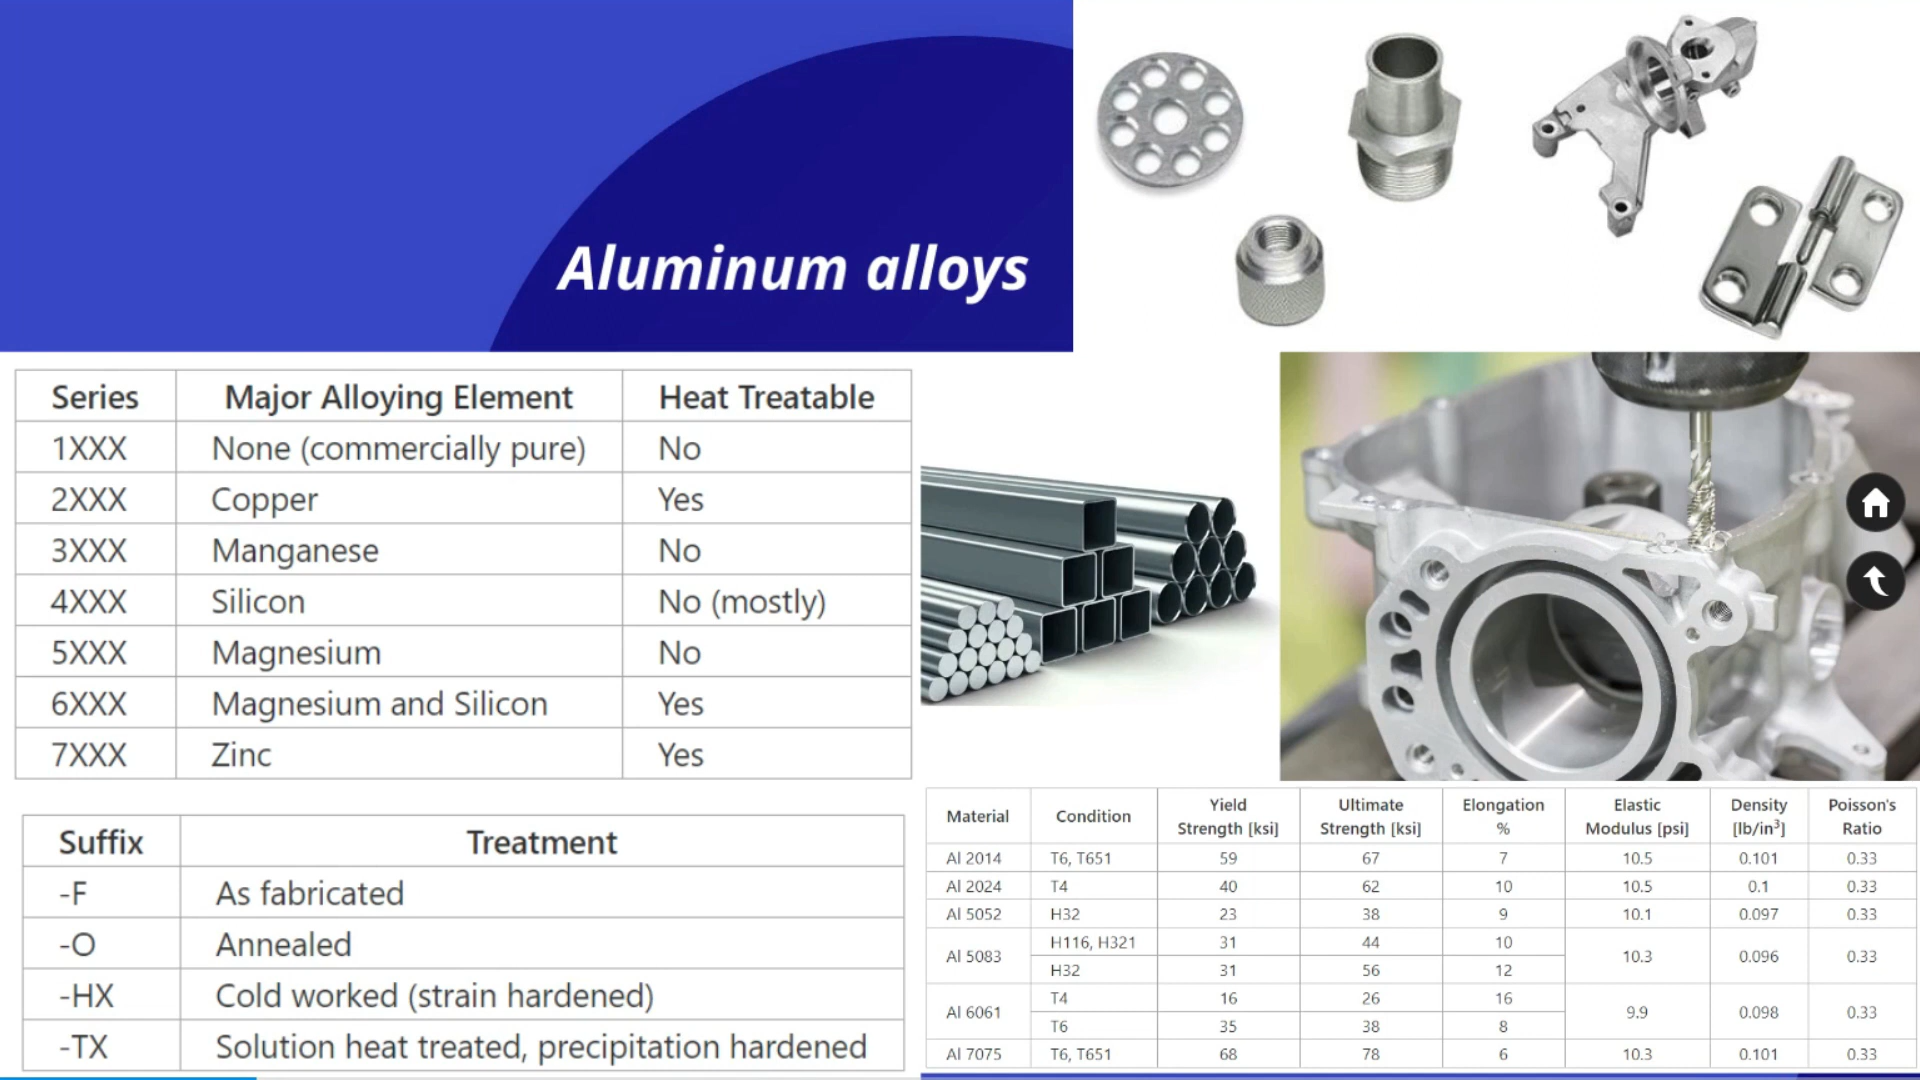 Aluminum alloys
Series Major Alloying Element Heat Treatable
1XXX None (commercially pure) No
2XXX Copper Yes
3XXX Manganese No
4XXX Silicon No (mostly)
5XXX Magnesium No
6XXX Magnesium and Silicon Yes
7XXX Zinc Yes
Suffix Treatment
-F As fabricated
-O Annealed
-HX Cold worked (strain hardened)
-TX Solution heat treated, precipitation hardened
Material Condition Yield Strength [ksi] Ultimate Strength [ksi] Elongation % Elastic Modulus [psi] Density [lb/in³] Poisson's Ratio
Al 2014 T6, T651 59 67 7 10.5 0.101 0.33
Al 2024 T4 40 62 10 10.5 0.1 0.33
Al 5052 H32 23 38 9 10.1 0.097 0.33
Al 5083 H116, H321 31 44 10 10.3 0.096 0.33
H32 31 56 12
Al 6061 T4 16 26 16 9.9 0.098 0.33
T6 35 38 8
Al 7075 T6, T651 68 78 6 10.3 0.101 0.33